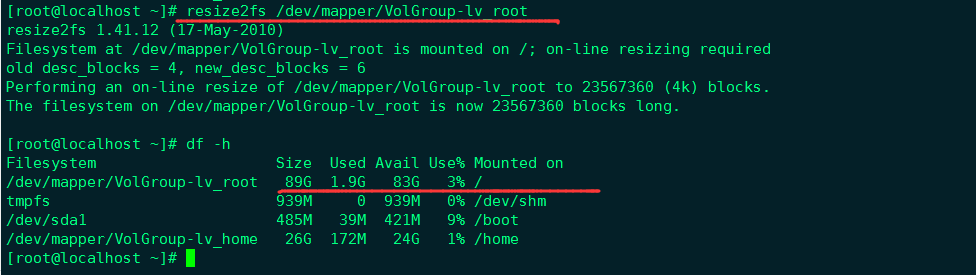 [root@localhost ~]# resize2fs /dev/mapper/VolGroup-lv_root
resize2fs 1.41.12 (17-May-2010)
Filesystem at /dev/mapper/VolGroup-lv_root is mounted on /; on-line resizing required
old desc_blocks = 4, new_desc_blocks = 6
Performing an on-line resize of /dev/mapper/VolGroup-lv_root to 23567360 (4k) blocks.
The filesystem on /dev/mapper/VolGroup-lv_root is now 23567360 blocks long.

[root@localhost ~]# df -h
Filesystem            Size  Used Avail Use% Mounted on
/dev/mapper/VolGroup-lv_root   89G  1.9G   83G   3% /
tmpfs                 939M     0  939M   0% /dev/shm
/dev/sda1             485M   39M  421M   9% /boot
/dev/mapper/VolGroup-lv_home   26G  172M   24G   1% /home
[root@localhost ~]#